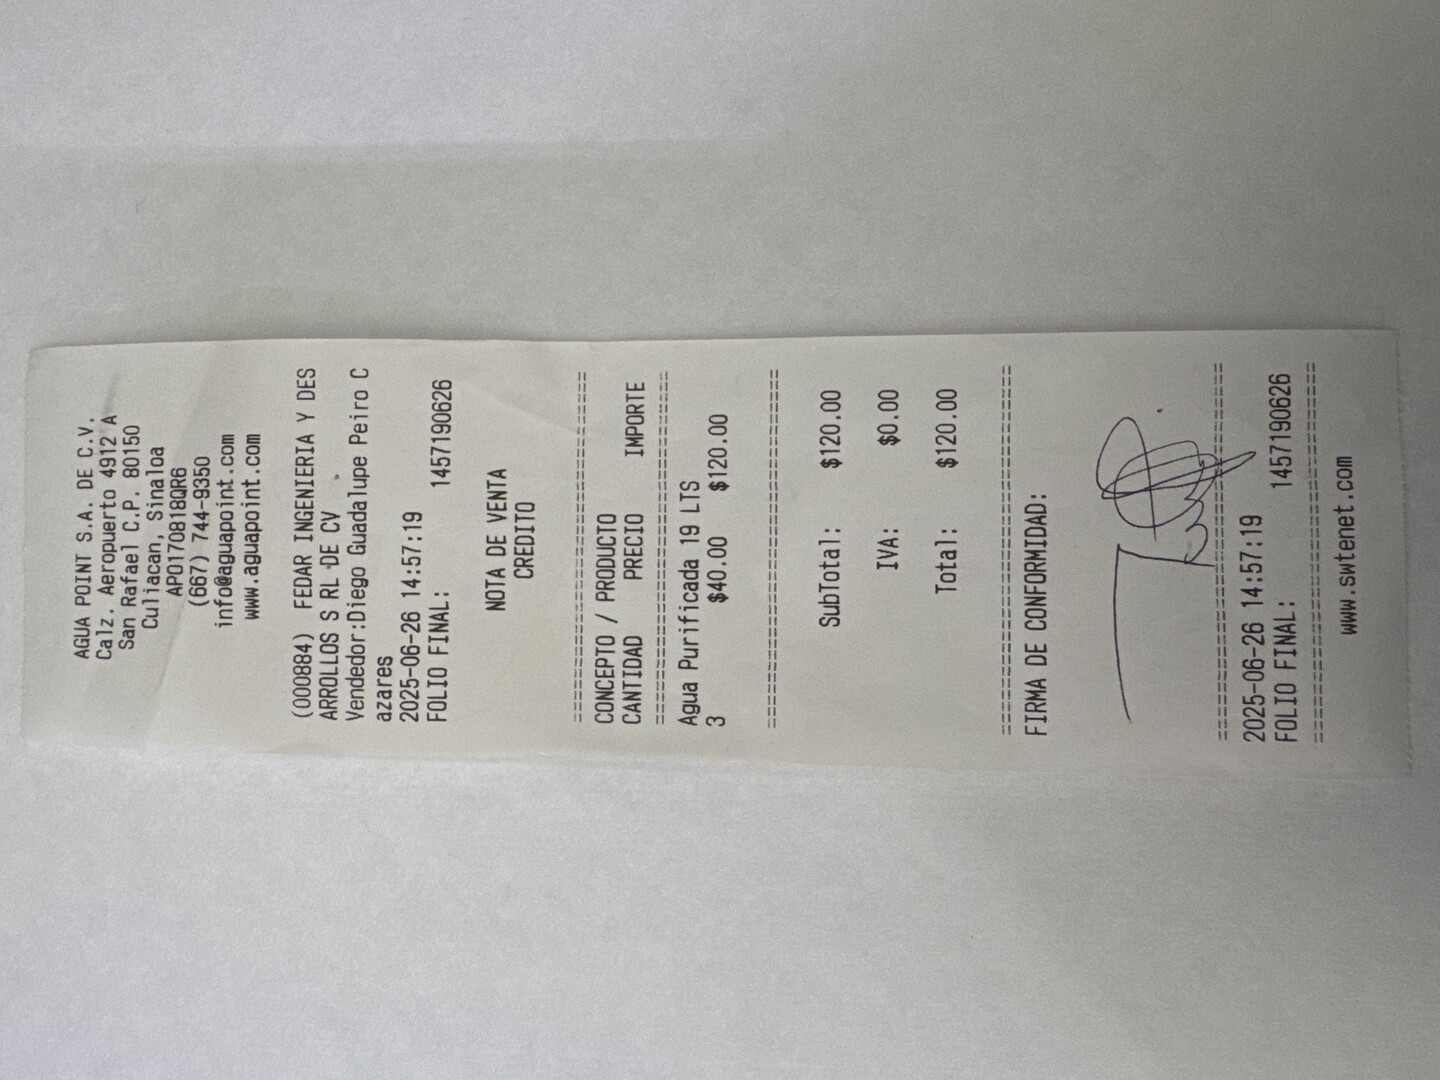 AGUA POINT S.A. DE C.V.
Calz. Aeropuerto 4912 A
San Rafael C.P. 80150
Culiacan, Sinaloa
APO170818QR6
(667) 744-9350
info@aguapoint.com
www.aguapoint.com
(000884) FEDAR INGENIERIA Y DES
ARROLLOS S RL DE CV
Vendedor:Diego Guadalupe Peiro C
azares
2025-06-26 14:57:19
FOLIO FINAL: 1457190626
NOTA DE VENTA
CREDITO
================================
CONCEPTO / PRODUCTO
CANTIDAD PRECIO IMPORTE
================================
Agua Purificada 19 LTS
3 $40.00 $120.00
================================
SubTotal: $120.00
IVA: $0.00
Total: $120.00
================================
FIRMA DE CONFORMIDAD:
================================
2025-06-26 14:57:19
FOLIO FINAL: 1457190626
================================
www.swtenet.com